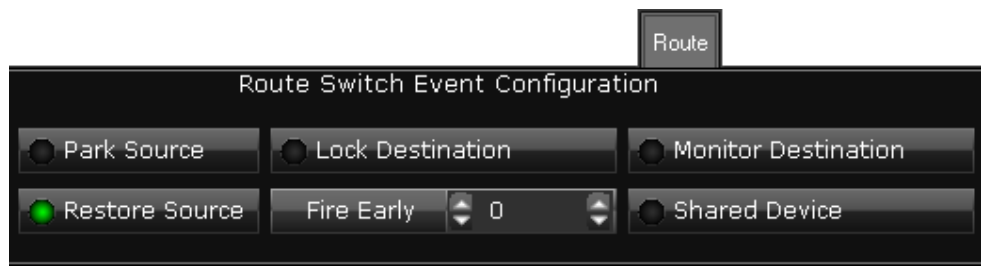 Route
Route Switch Event Configuration
Park Source
Lock Destination
Monitor Destination
Restore Source
Fire Early
0
Shared Device